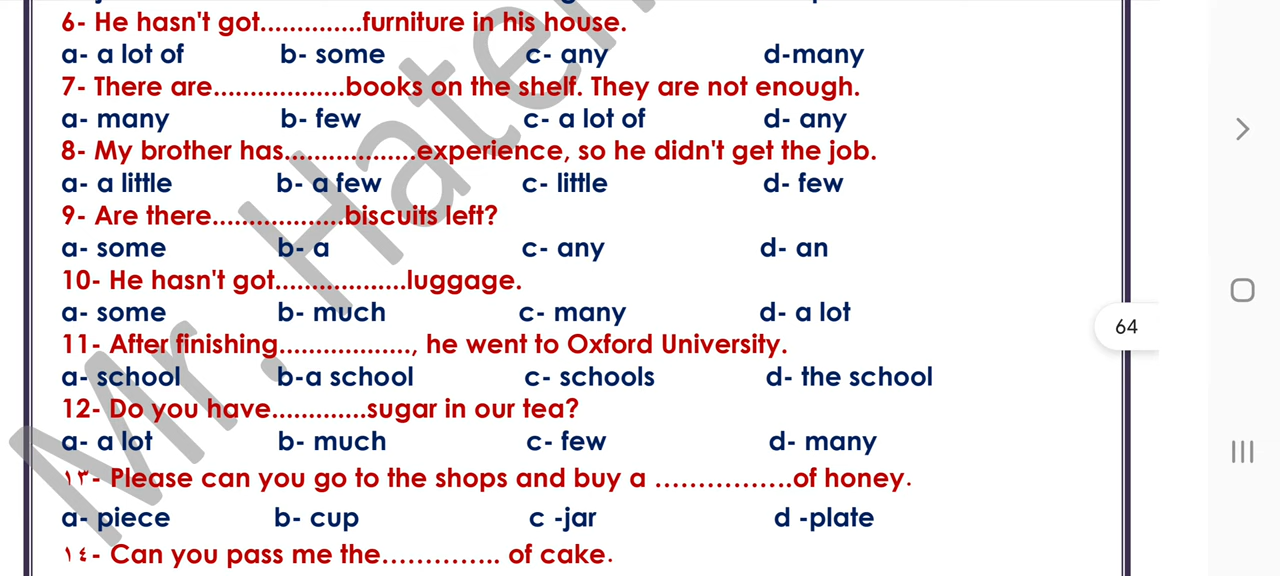 6- He hasn't got..............furniture in his house.
a- a lot of b- some c- any d-many
7- There are..................books on the shelf. They are not enough.
a- many b- few c- a lot of d- any
8- My brother has..................experience, so he didn't get the job.
a- a little b- a few c- little d- few
9- Are there..................biscuits left?
a- some b- a c- any d- an
10- He hasn't got..................luggage.
a- some b- much c- many d- a lot
64
11- After finishing.................., he went to Oxford University.
a- school b-a school c- schools d- the school
12- Do you have.............sugar in our tea?
a- a lot b- much c- few d- many
١٣- Please can you go to the shops and buy a ................of honey.
a- piece b- cup c -jar d -plate
١٤- Can you pass me the.............. of cake.
Mr. Hatem